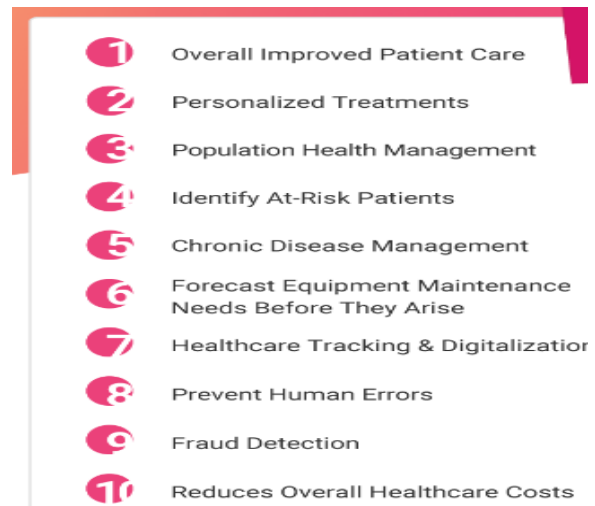 1 Overall Improved Patient Care
2 Personalized Treatments
3 Population Health Management
4 Identify At-Risk Patients
5 Chronic Disease Management
6 Forecast Equipment Maintenance
Needs Before They Arise
7 Healthcare Tracking & Digitalization
8 Prevent Human Errors
9 Fraud Detection
10 Reduces Overall Healthcare Costs